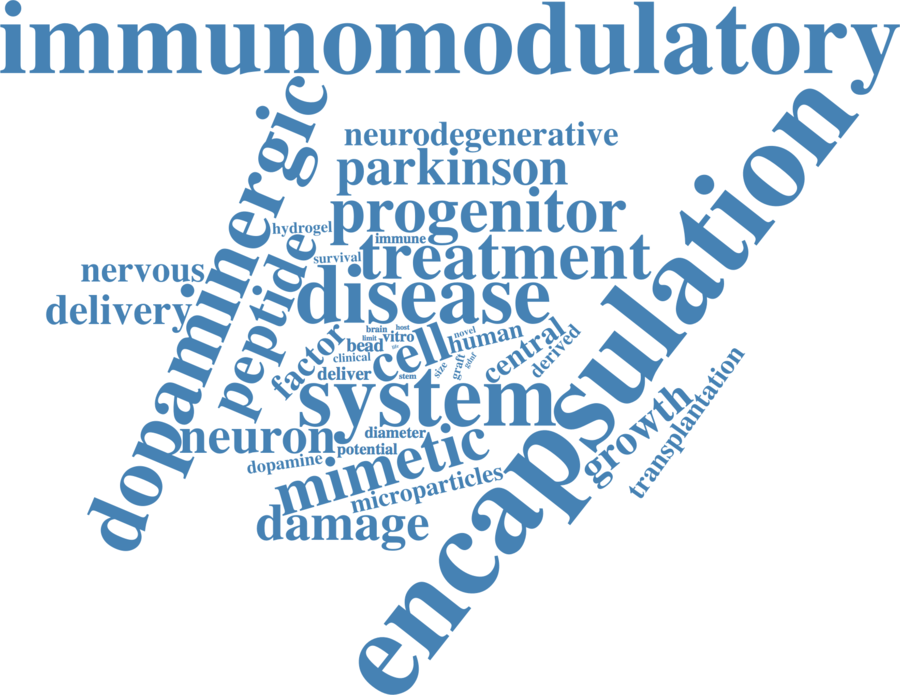 immunomodulatory
dopaminergic
encapsulation
neurodegenerative
parkinson
progenitor
hydrogel
immune
treatment
survival
nervous
peptide
disease
delivery
brain
host
limit
vitro
novel
human
factor
bead
cell
central
derived
clinical
gfo
size
graft
gdnf
deliver
stem
system
growth
transplantation
neuron
diameter
potential
mimetic
dopamine
microparticles
damage